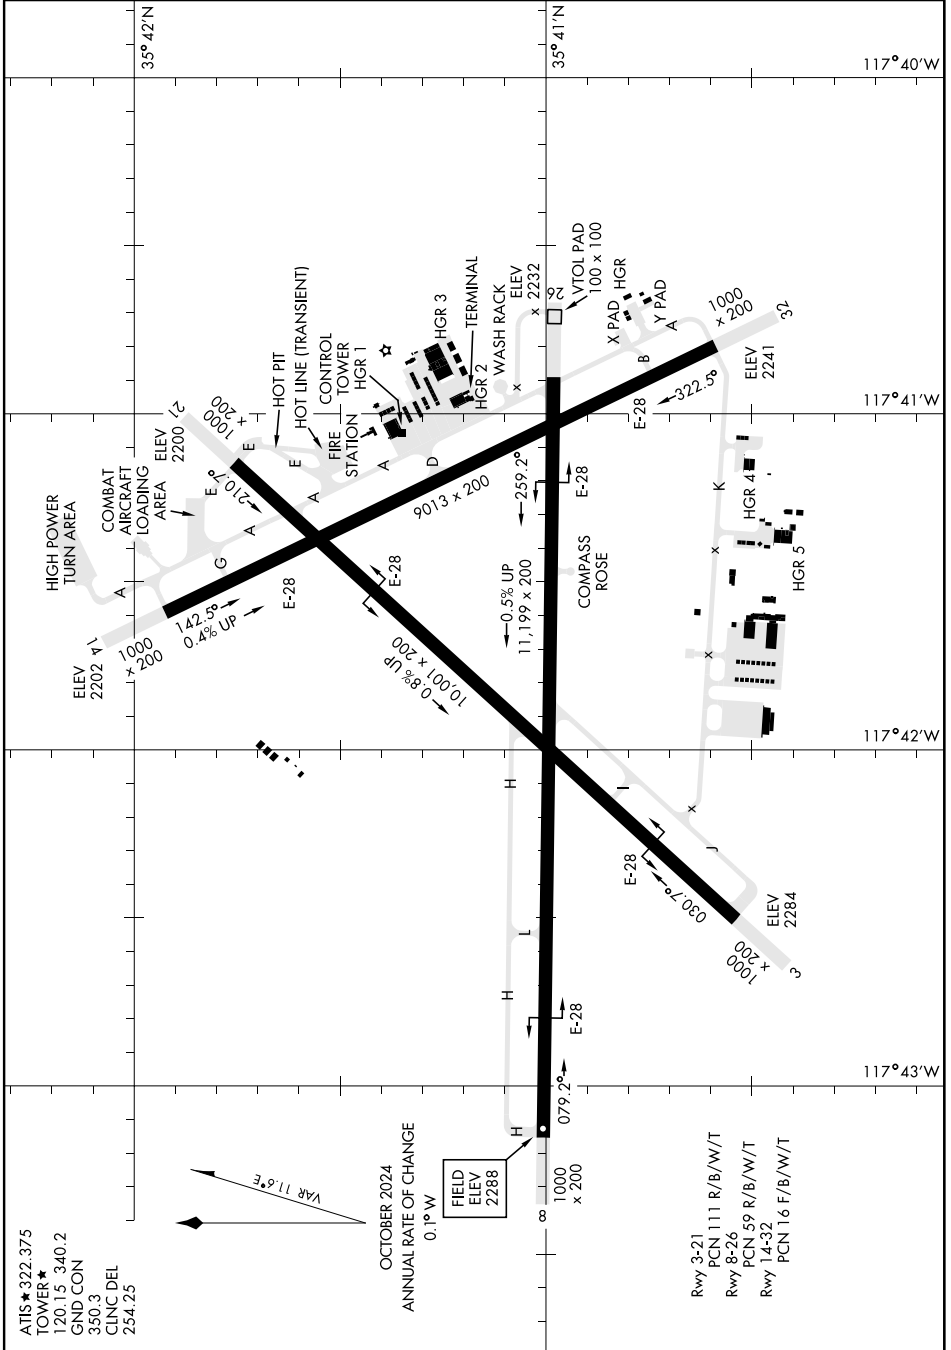 ATIS★322.375
TOWER★
120.15 340.2
GND CON
350.3
CLNC DEL
254.25
VAR 11.6°E
OCTOBER 2024
ANNUAL RATE OF CHANGE
0.1° W
35°42'N
35°41'N
117°40'W
117°41'W
117°42'W
117°43'W
HIGH POWER
TURN AREA
COMBAT
AIRCRAFT
LOADING
AREA
ELEV
2200
21
1000
x 200
210.7°
HOT PIT
HOT LINE (TRANSIENT)
CONTROL
TOWER
HGR 1
FIRE
STATION
HGR 3
TERMINAL
HGR 2
WASH RACK
ELEV
2232
26
VTOL PAD
100 x 100
HGR
X PAD
Y PAD
1000
x 200
32
ELEV
2241
322.5°
E-28
ELEV
2202
14
1000
x 200
142.5°
0.4% UP
E-28
9013 x 200
E-28
0.8% UP
10,001 x 200
259.2°
E-28
0.5% UP
11,199 x 200
COMPASS
ROSE
HGR 4
HGR 5
E-28
030.7°
ELEV
2284
1000
x 200
3
E-28
079.2°
FIELD
ELEV
2288
1000
x 200
8
A
G
A
A
A
A
E
E
E
D
B
K
H
H
H
L
I
J
x
x
x
x
x
x
Rwy 3-21
PCN 111 R/B/W/T
Rwy 8-26
PCN 59 R/B/W/T
Rwy 14-32
PCN 16 F/B/W/T